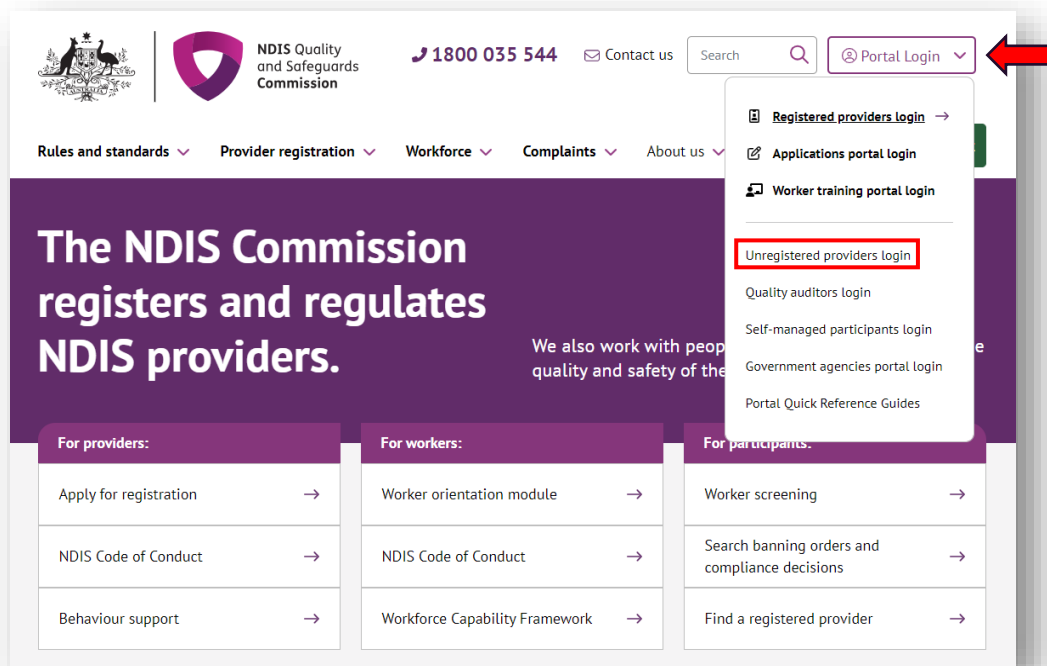 AUSTRALIA
NDIS Quality
and Safeguards
Commission
1800 035 544
Contact us
Search
Portal Login
Registered providers login
Applications portal login
Worker training portal login
Unregistered providers login
Quality auditors login
Self-managed participants login
Government agencies portal login
Portal Quick Reference Guides
Rules and standards
Provider registration
Workforce
Complaints
About us
The NDIS Commission
registers and regulates
NDIS providers.
We also work with
quality and safety of the
For providers:
Apply for registration
NDIS Code of Conduct
Behaviour support
For workers:
Worker orientation module
NDIS Code of Conduct
Workforce Capability Framework
For participants:
Worker screening
Search banning orders and
compliance decisions
Find a registered provider